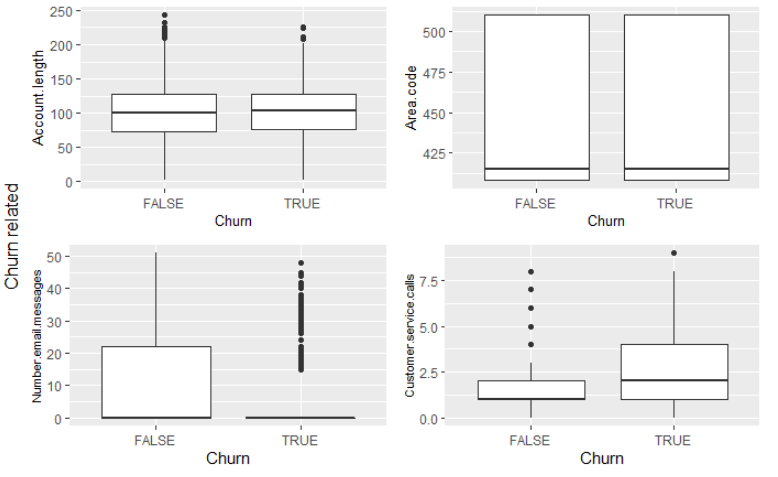 Churn related
Account.length
250
200
150
100
50
0
FALSE TRUE
Churn
Area.code
500
475
450
425
FALSE TRUE
Churn
Number.email.messages
50
40
30
20
10
0
FALSE TRUE
Churn
Customer.service.calls
7.5
5.0
2.5
0.0
FALSE TRUE
Churn